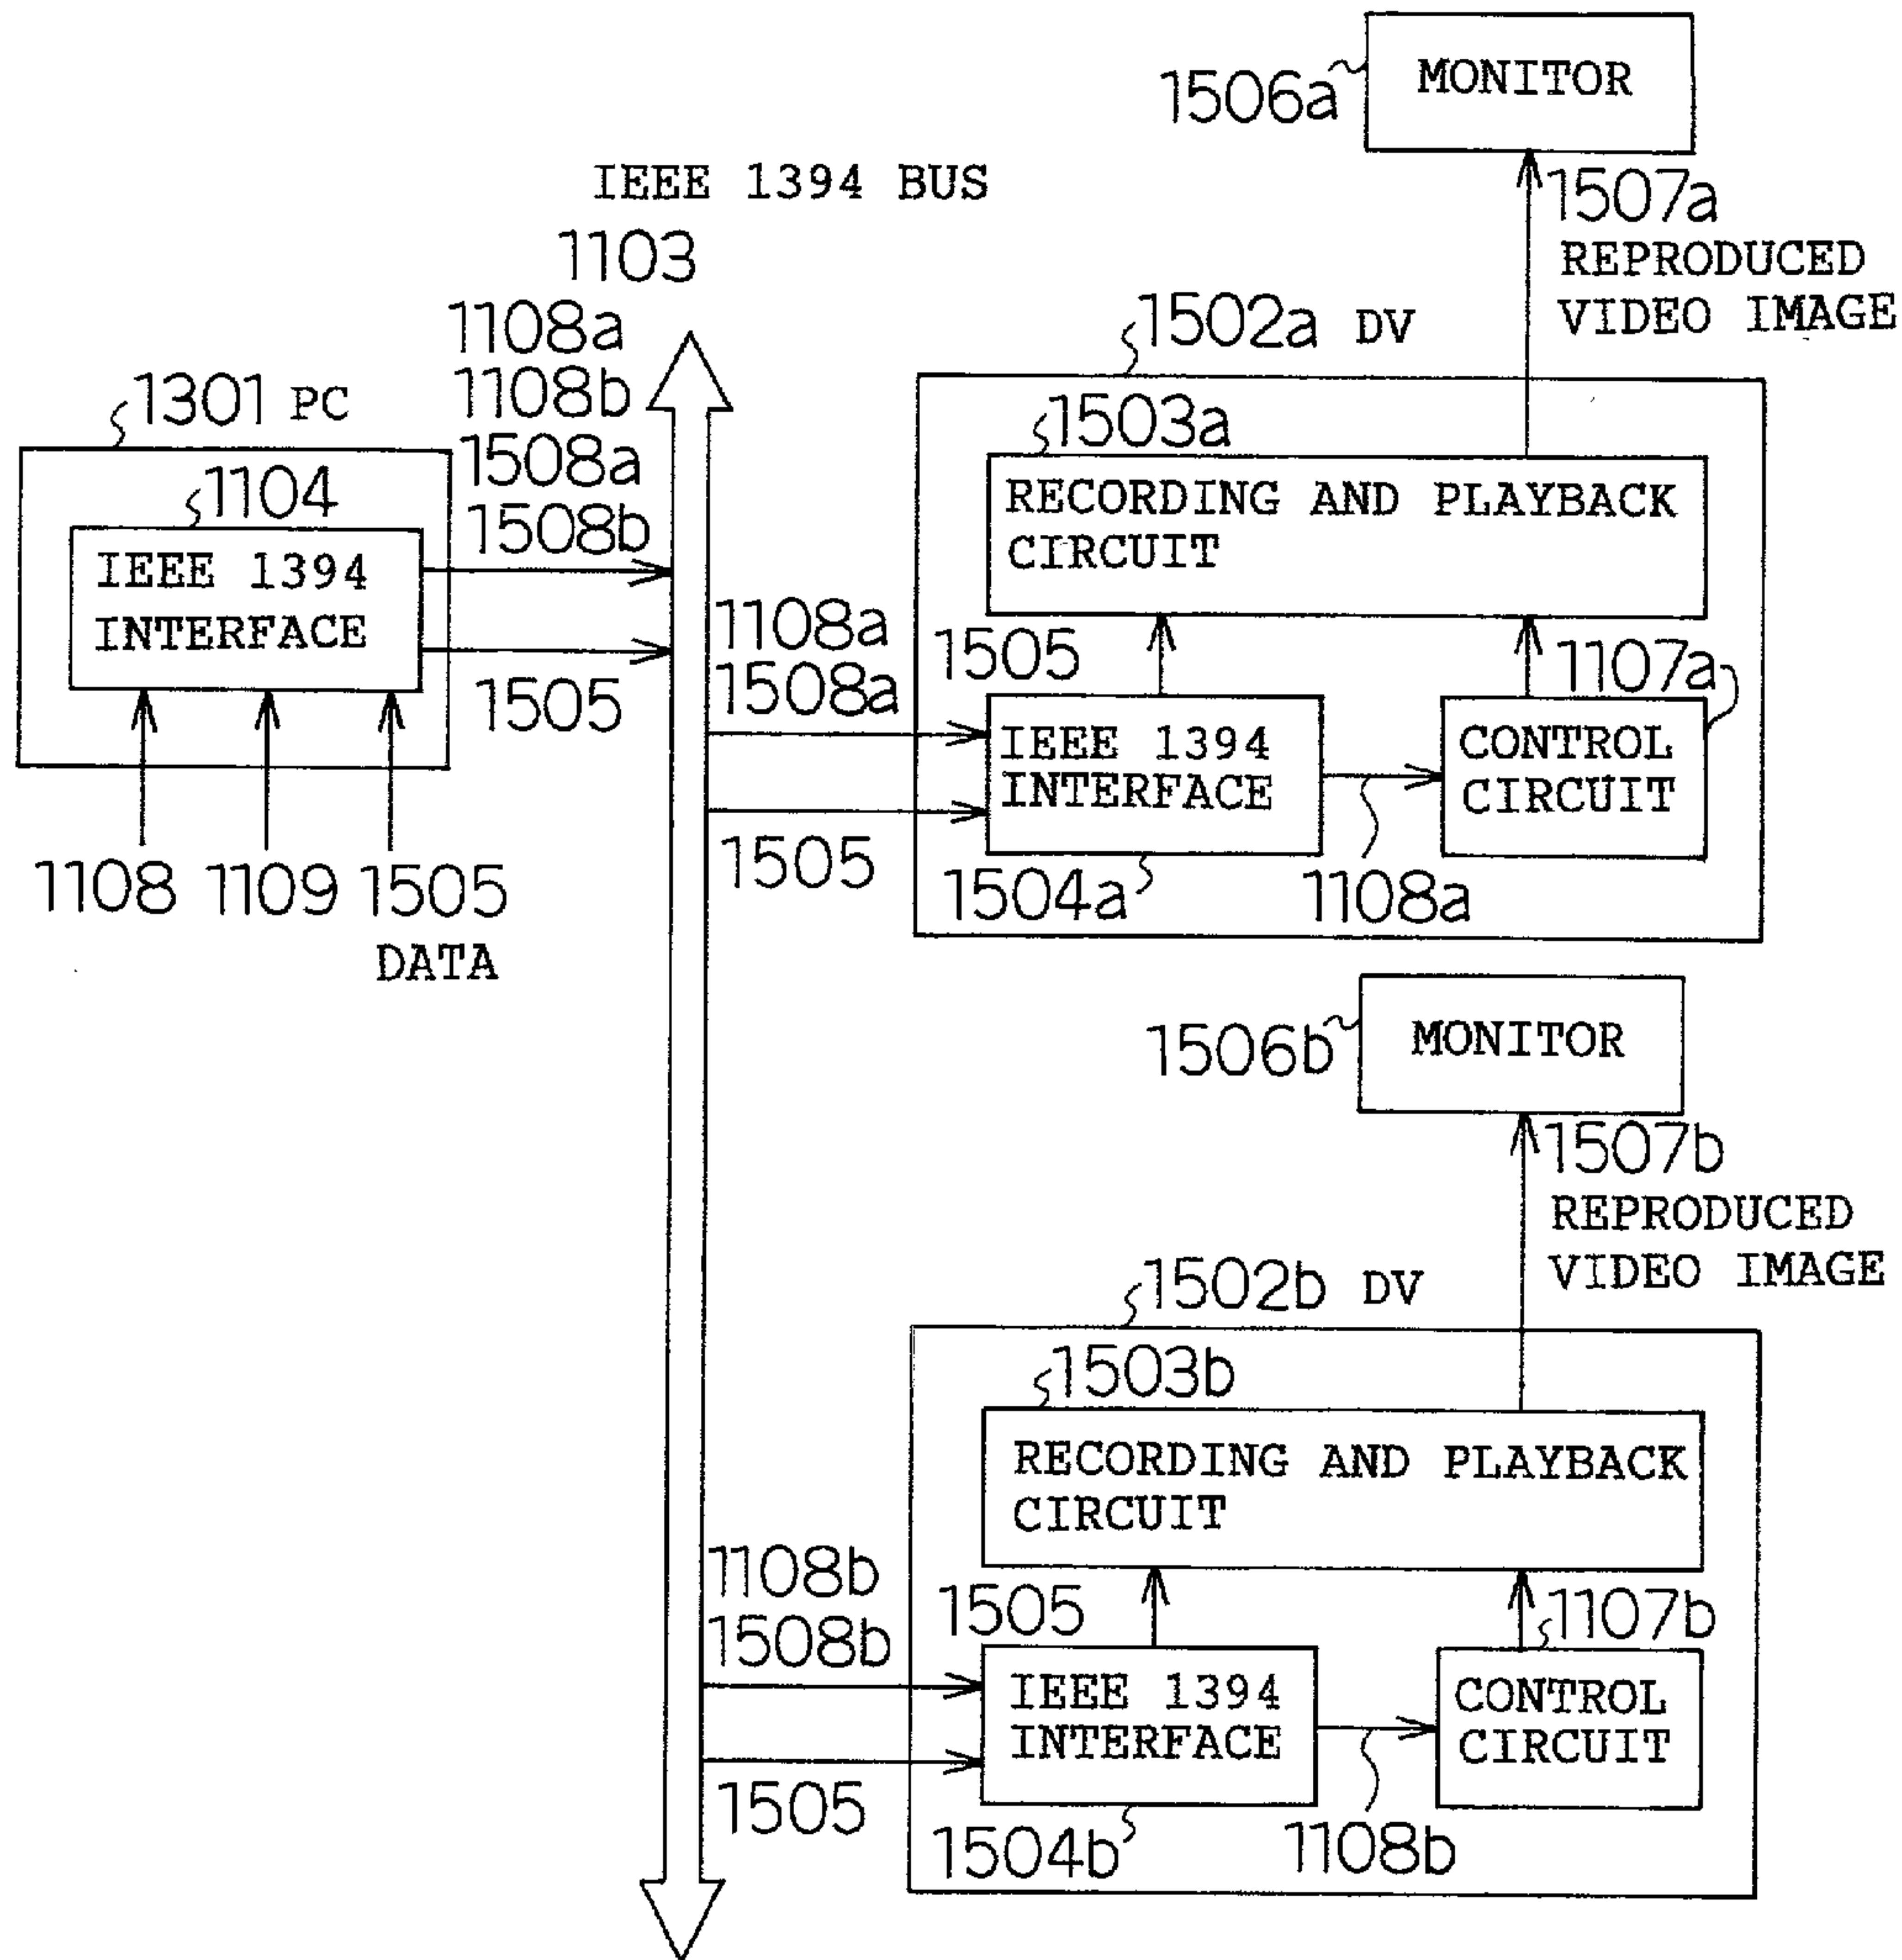 MONITOR
1506a
IEEE 1394 BUS
1103
1507a
REPRODUCED
VIDEO IMAGE
1108a
1108b
1508a
1508b
1502a DV
1301 PC
1104
IEEE 1394
INTERFACE
1505
1108 1109 1505
DATA
1503a
RECORDING AND PLAYBACK
CIRCUIT
1108a
1508a
1505
1107a
IEEE 1394
INTERFACE
CONTROL
CIRCUIT
1505
1504a
1108a
MONITOR
1506b
1507b
REPRODUCED
VIDEO IMAGE
1502b DV
1503b
RECORDING AND PLAYBACK
CIRCUIT
1108b
1508b
1505
1107b
IEEE 1394
INTERFACE
CONTROL
CIRCUIT
1505
1504b
1108b